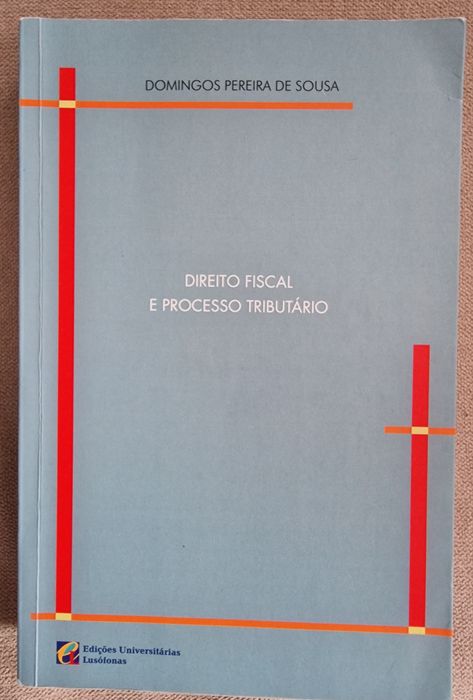 DOMINGOS PEREIRA DE SOUSA
DIREITO FISCAL
E PROCESSO TRIBUTÁRIO
Edições Universitárias
Lusófonas